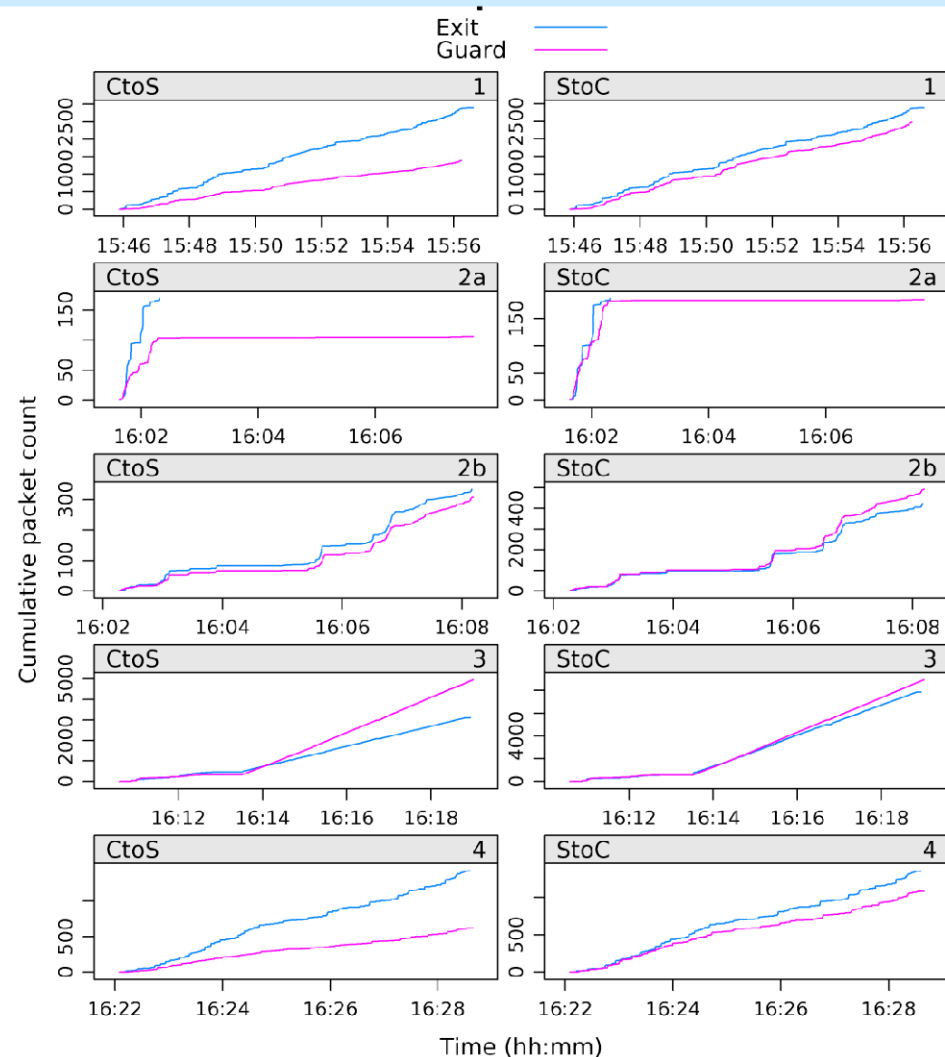 Exit
Guard
CtoS 1
StoC 1
0 1000 2500
0 1000 2500
15:46 15:48 15:50 15:52 15:54 15:56
15:46 15:48 15:50 15:52 15:54 15:56
CtoS 2a
StoC 2a
0 50 150
0 50 150
16:02 16:04 16:06
16:02 16:04 16:06
CtoS 2b
StoC 2b
0 100 300
0 200 400
16:02 16:04 16:06 16:08
16:02 16:04 16:06 16:08
Cumulative packet count
CtoS 3
StoC 3
0 2000 5000
0 4000
16:12 16:14 16:16 16:18
16:12 16:14 16:16 16:18
CtoS 4
StoC 4
0 500
0 500
16:22 16:24 16:26 16:28
16:22 16:24 16:26 16:28
Time (hh:mm)